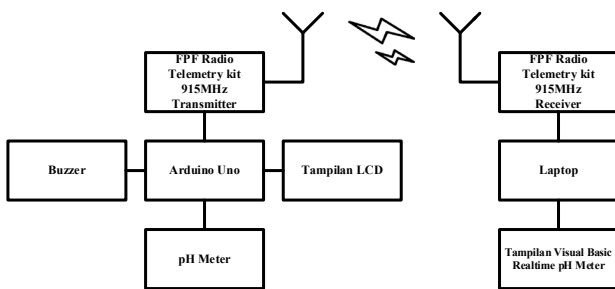 FPF Radio
Telemetry kit
915MHz
Transmitter
FPF Radio
Telemetry kit
915MHz
Receiver
Buzzer
Arduino Uno
Tampilan LCD
Laptop
pH Meter
Tampilan Visual Basic
Realtime pH Meter